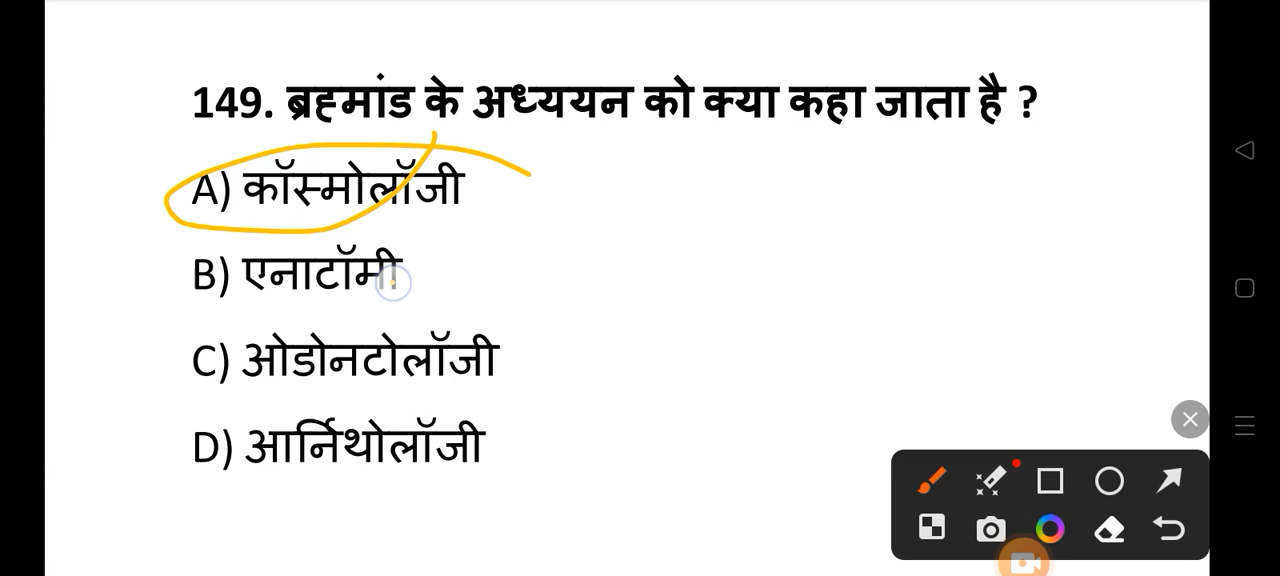 149. ब्रह्मांड के अध्ययन को क्या कहा जाता है ?
A) कॉस्मोलॉजी
B) एनाटॉमी
C) ओडोनटोलॉजी
D) आर्निथोलॉजी